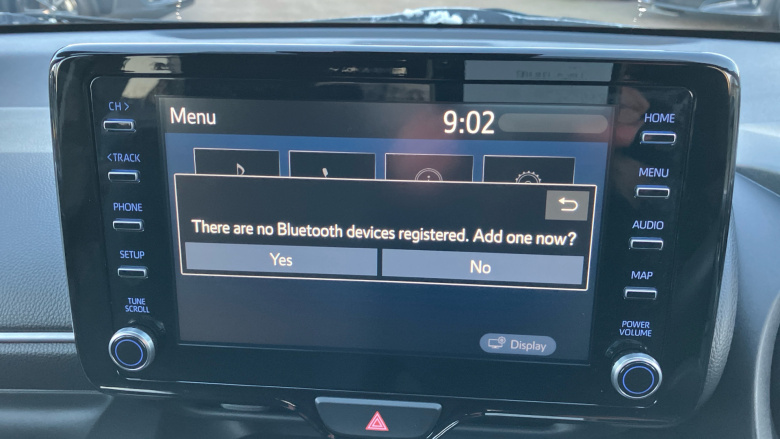 CH >
< TRACK
PHONE
SETUP
TUNE
SCROLL
Menu
9:02
There are no Bluetooth devices registered. Add one now?
Yes No
Display
HOME
MENU
AUDIO
MAP
POWER
VOLUME